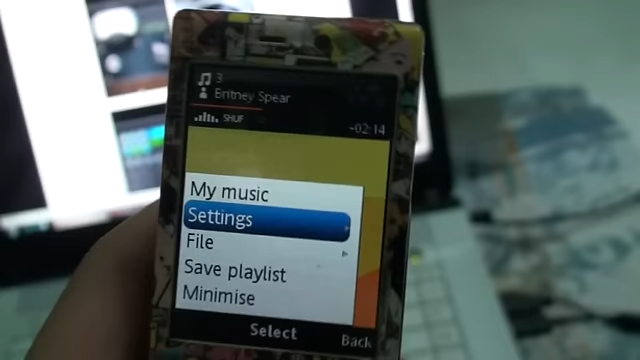 3
Britney Spear
SHUF
-02:14
My music
Settings
File
Save playlist
Minimise
Select
Back